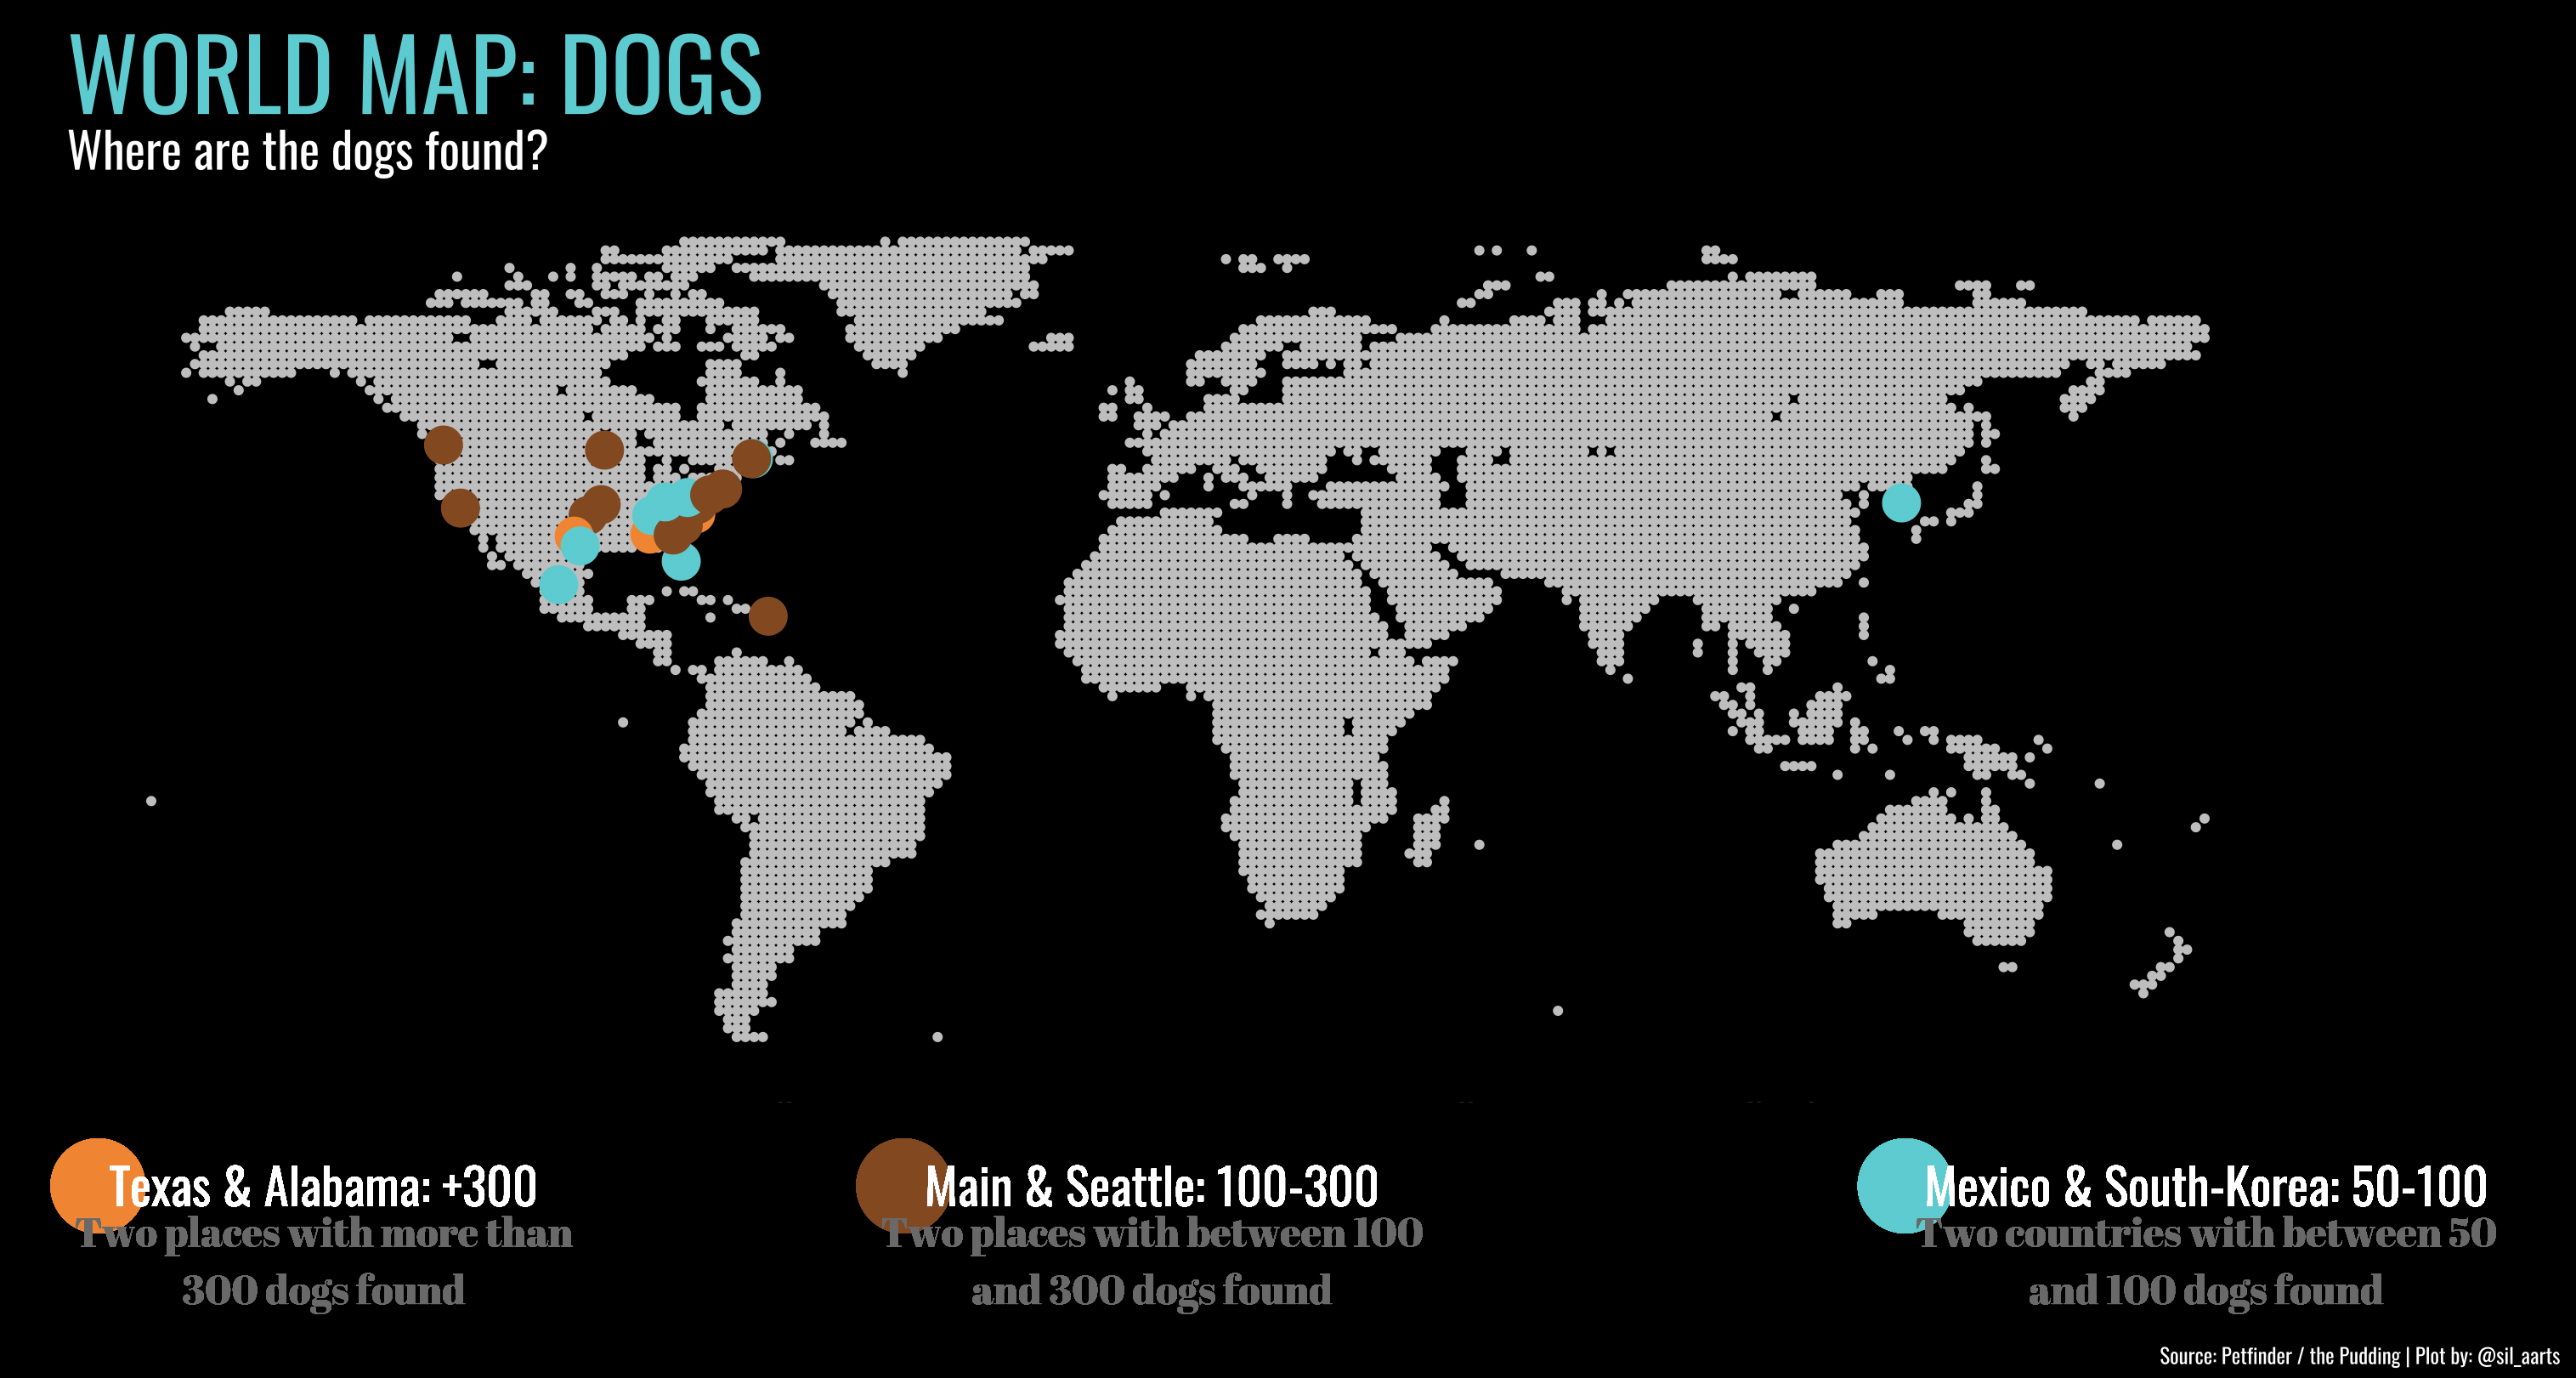 WORLD MAP: DOGS
Where are the dogs found?
Texas & Alabama: +300
Two places with more than
300 dogs found
Main & Seattle: 100-300
Two places with between 100
and 300 dogs found
Mexico & South-Korea: 50-100
Two countries with between 50
and 100 dogs found
Source: Petfinder / the Pudding | Plot by: @sil_aarts